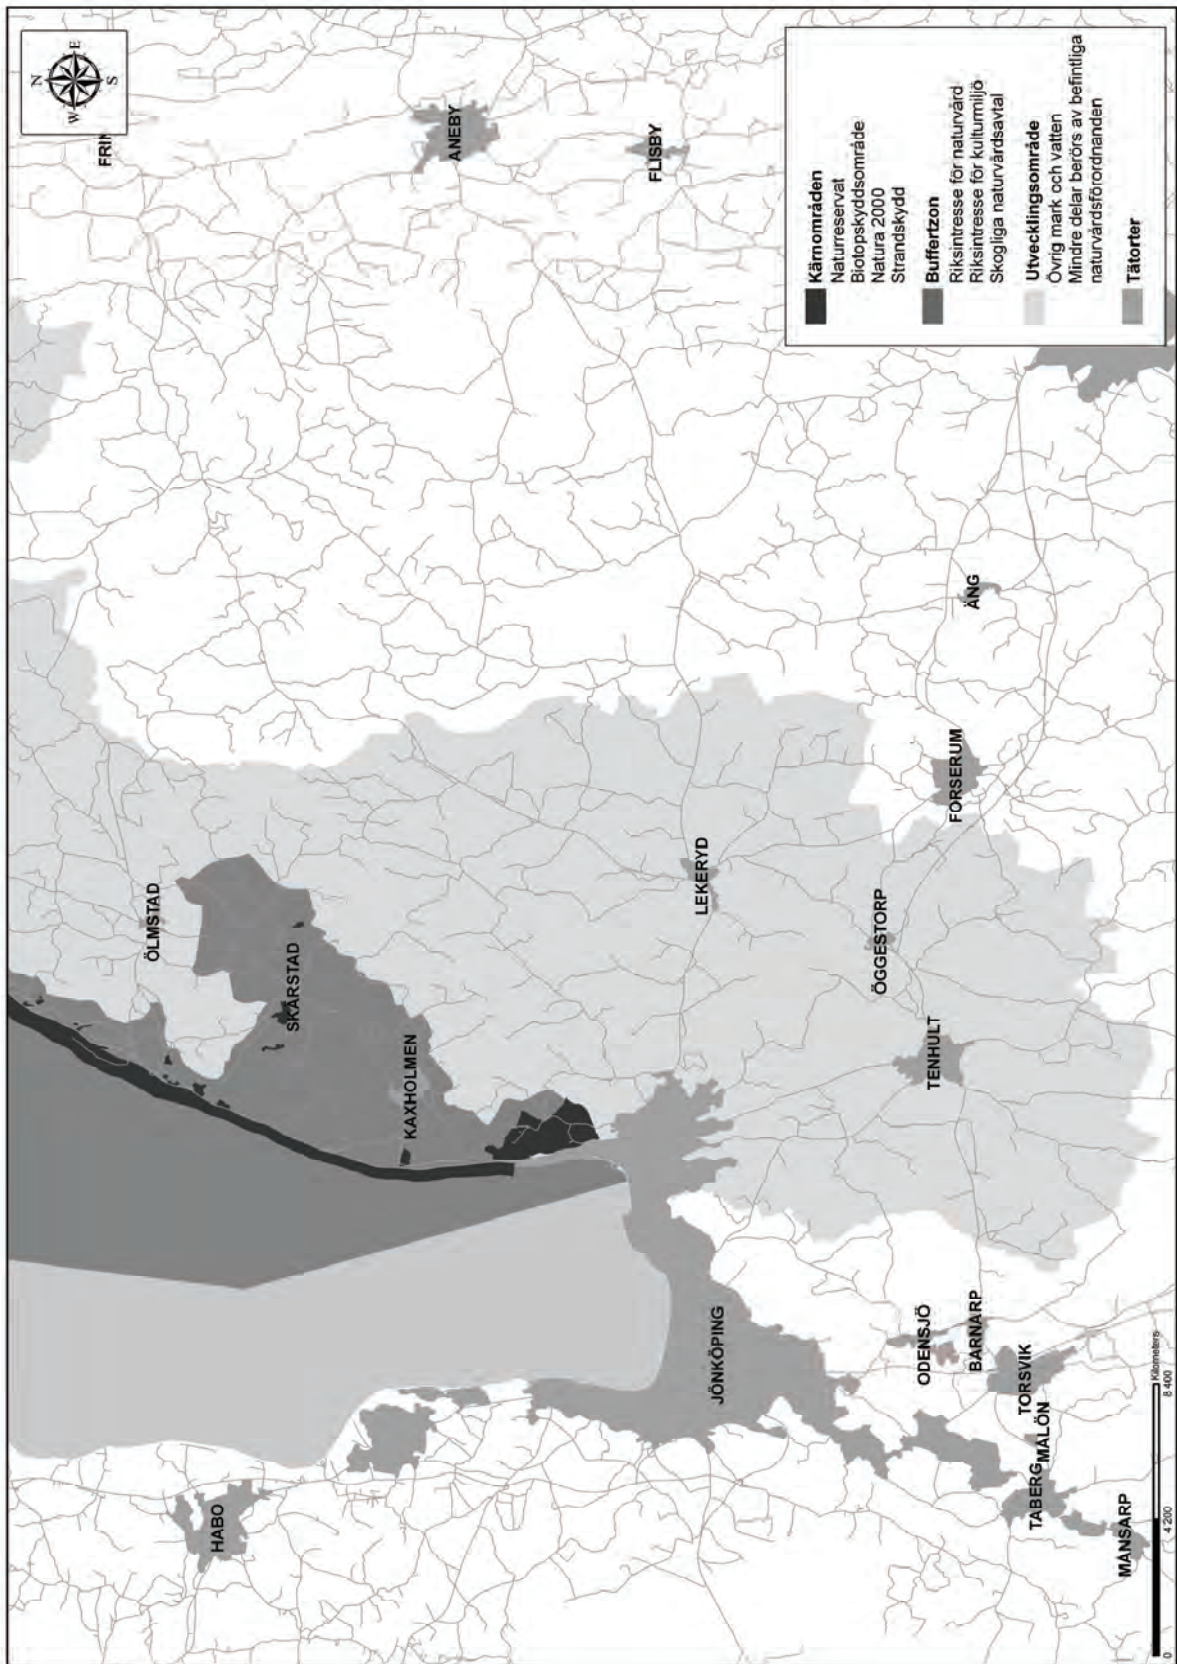 N
W
E
S
FRIN
ÖLMSTAD
HABO
SKÄRSTAD
KAXHOLMEN
ANEBY
FLISBY
LEKERYD
JÖNKÖPING
ÖGGESTORP
ODENSJÖ
TENHULT
FORSERUM
BARNARP
ÄNG
TORSVIK
TABERG
MÅLÖN
MÅNSARP
Kärnområden
Naturreservat
Biotopskyddsområde
Natura 2000
Strandskydd
Buffertzon
Riksintresse för naturvård
Riksintresse för kulturmiljö
Skogliga naturvårdsavtal
Utvecklingsområde
Övrig mark och vatten
Mindre delar berörs av befintliga
naturvårdsförordnanden
Tätorter
Kilometers
0 4 200 8 400